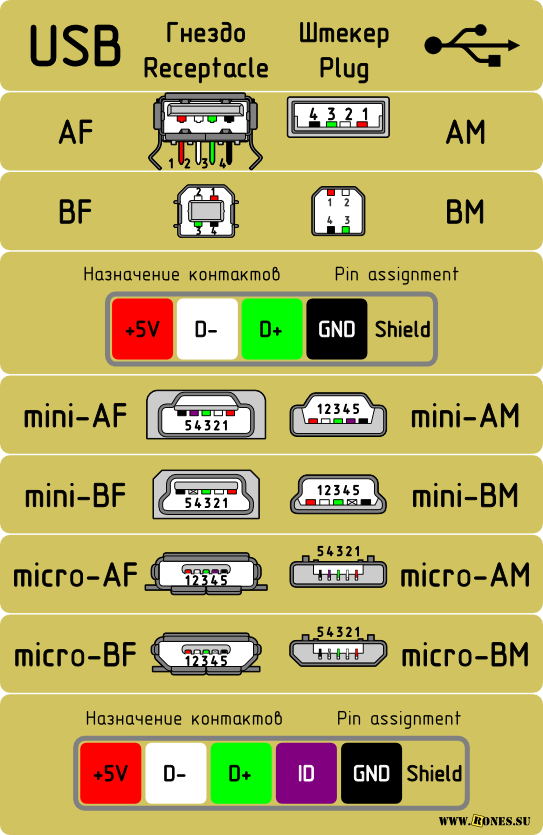 USB Гнездо Штекер
Receptacle Plug
AF 1 2 3 4 4 3 2 1 AM
BF 2 1 3 4 1 2 4 3 BM
Назначение контактов Pin assignment
+5V D- D+ GND Shield
mini-AF 54321 12345 mini-AM
mini-BF 54321 12345 mini-BM
micro-AF 12345 54321 micro-AM
micro-BF 12345 54321 micro-BM
Назначение контактов Pin assignment
+5V D- D+ ID GND Shield
WWW.RONES.SU